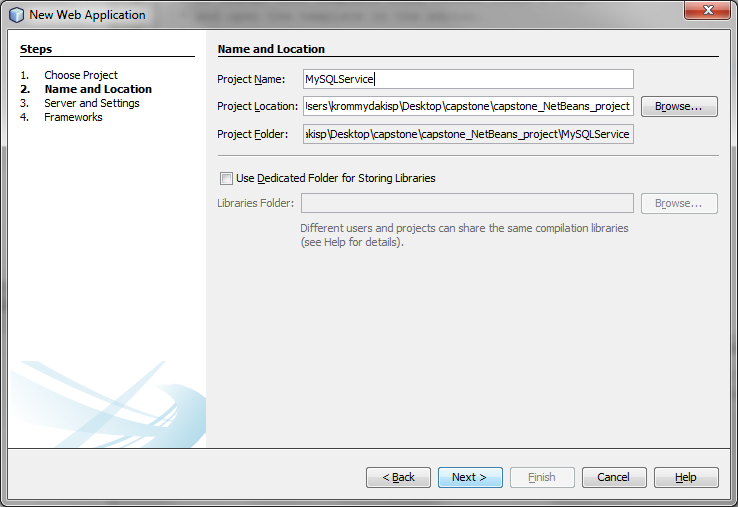 New Web Application
Steps
1. Choose Project
2. Name and Location
3. Server and Settings
4. Frameworks
Name and Location
Project Name: MySQLService
Project Location: Users\krommydakisp\Desktop\capstone\capstone_NetBeans_project Browse...
Project Folder: akisp\Desktop\capstone\capstone_NetBeans_project\MySQLService
Use Dedicated Folder for Storing Libraries
Libraries Folder: Browse...
Different users and projects can share the same compilation libraries
(see Help for details).
< Back Next > Finish Cancel Help